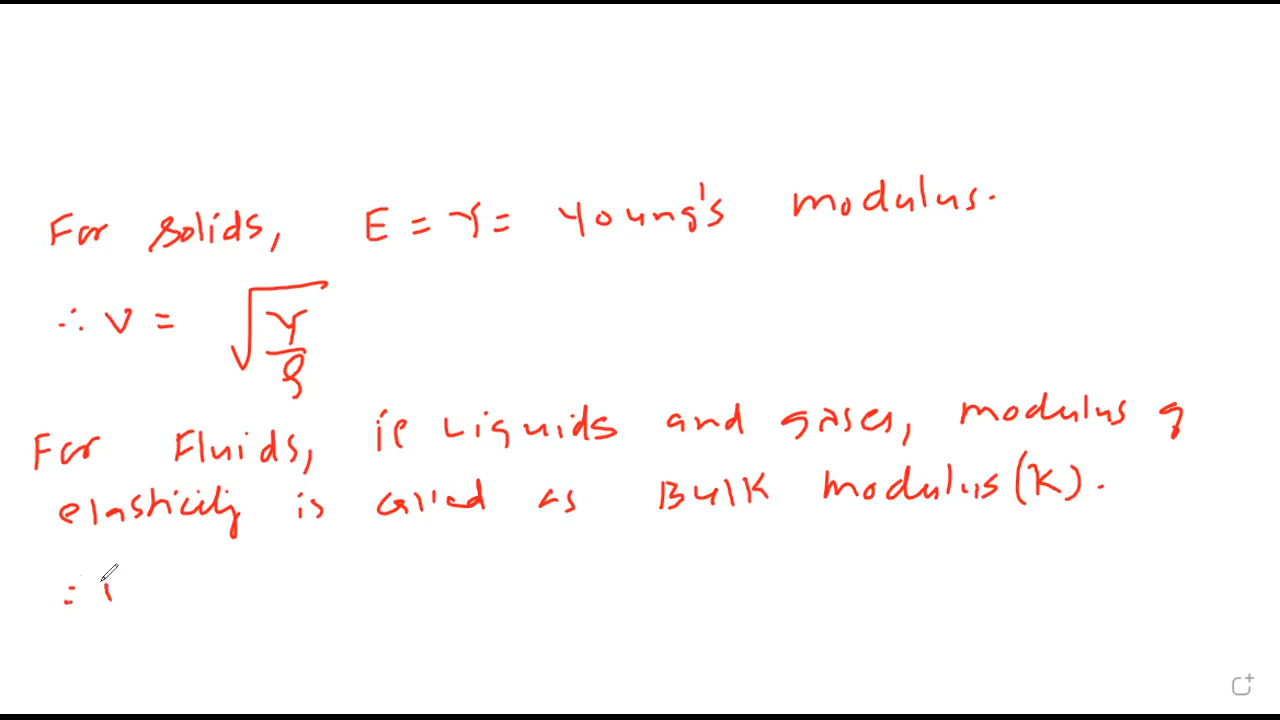 For solids, E = Y = Young's modulus.
∴ V = √(Y/ρ)
For Fluids, ie Liquids and gases, modulus of
elasticity is called as Bulk modulus (K).
=